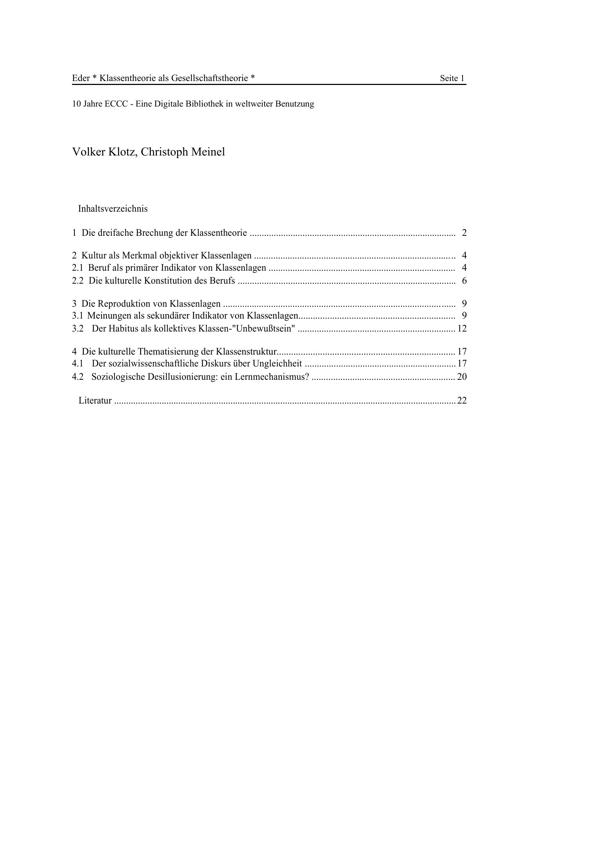 Eder * Klassentheorie als Gesellschaftstheorie * Seite 1
10 Jahre ECCC - Eine Digitale Bibliothek in weltweiter Benutzung
Volker Klotz, Christoph Meinel
Inhaltsverzeichnis
1 Die dreifache Brechung der Klassentheorie ..................................................................................... 2
2 Kultur als Merkmal objektiver Klassenlagen ................................................................................... 4
2.1 Beruf als primärer Indikator von Klassenlagen ............................................................................. 4
2.2 Die kulturelle Konstitution des Berufs .......................................................................................... 6
3 Die Reproduktion von Klassenlagen ................................................................................................ 9
3.1 Meinungen als sekundärer Indikator von Klassenlagen................................................................. 9
3.2 Der Habitus als kollektives Klassen-"Unbewußtsein" .................................................................. 12
4 Die kulturelle Thematisierung der Klassenstruktur.......................................................................... 17
4.1 Der sozialwissenschaftliche Diskurs über Ungleichheit ............................................................... 17
4.2 Soziologische Desillusionierung: ein Lernmechanismus? ............................................................ 20
Literatur ............................................................................................................................................... 22